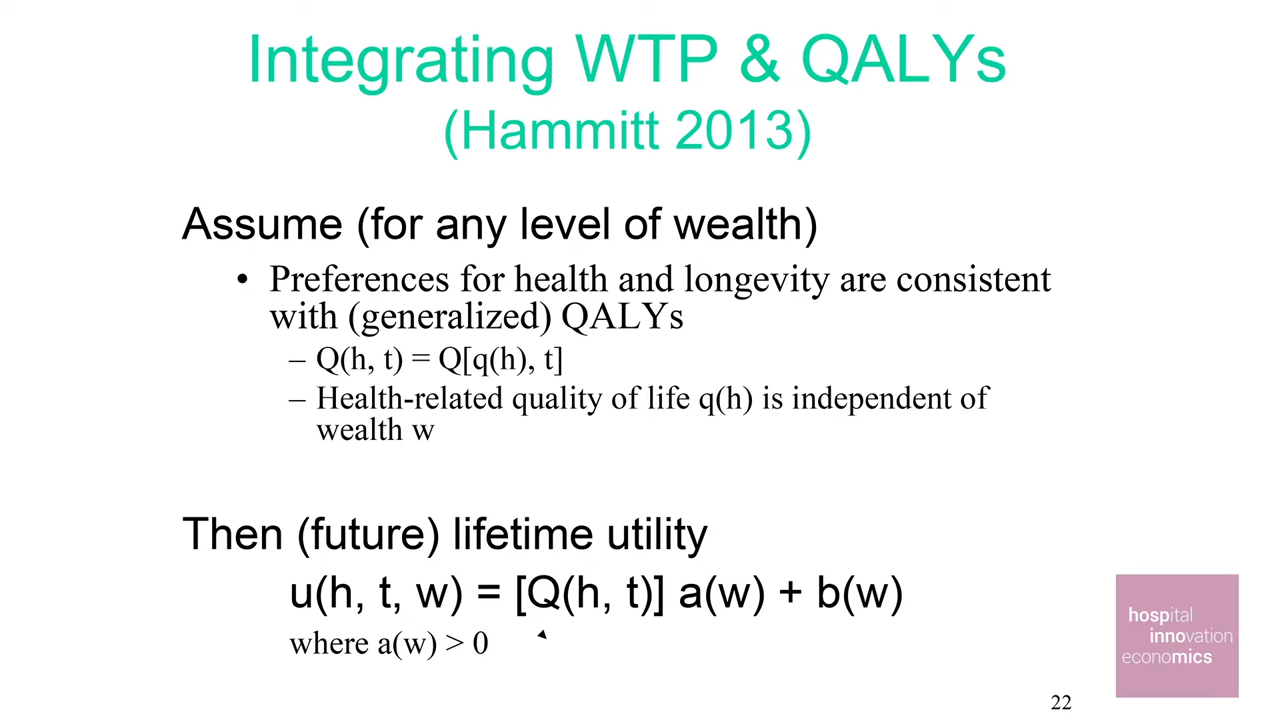 Integrating WTP & QALYs
(Hammitt 2013)
Assume (for any level of wealth)
• Preferences for health and longevity are consistent
with (generalized) QALYs
– Q(h, t) = Q[q(h), t]
– Health-related quality of life q(h) is independent of
wealth w
Then (future) lifetime utility
u(h, t, w) = [Q(h, t)] a(w) + b(w)
where a(w) > 0
hospital
innovation
economics
22